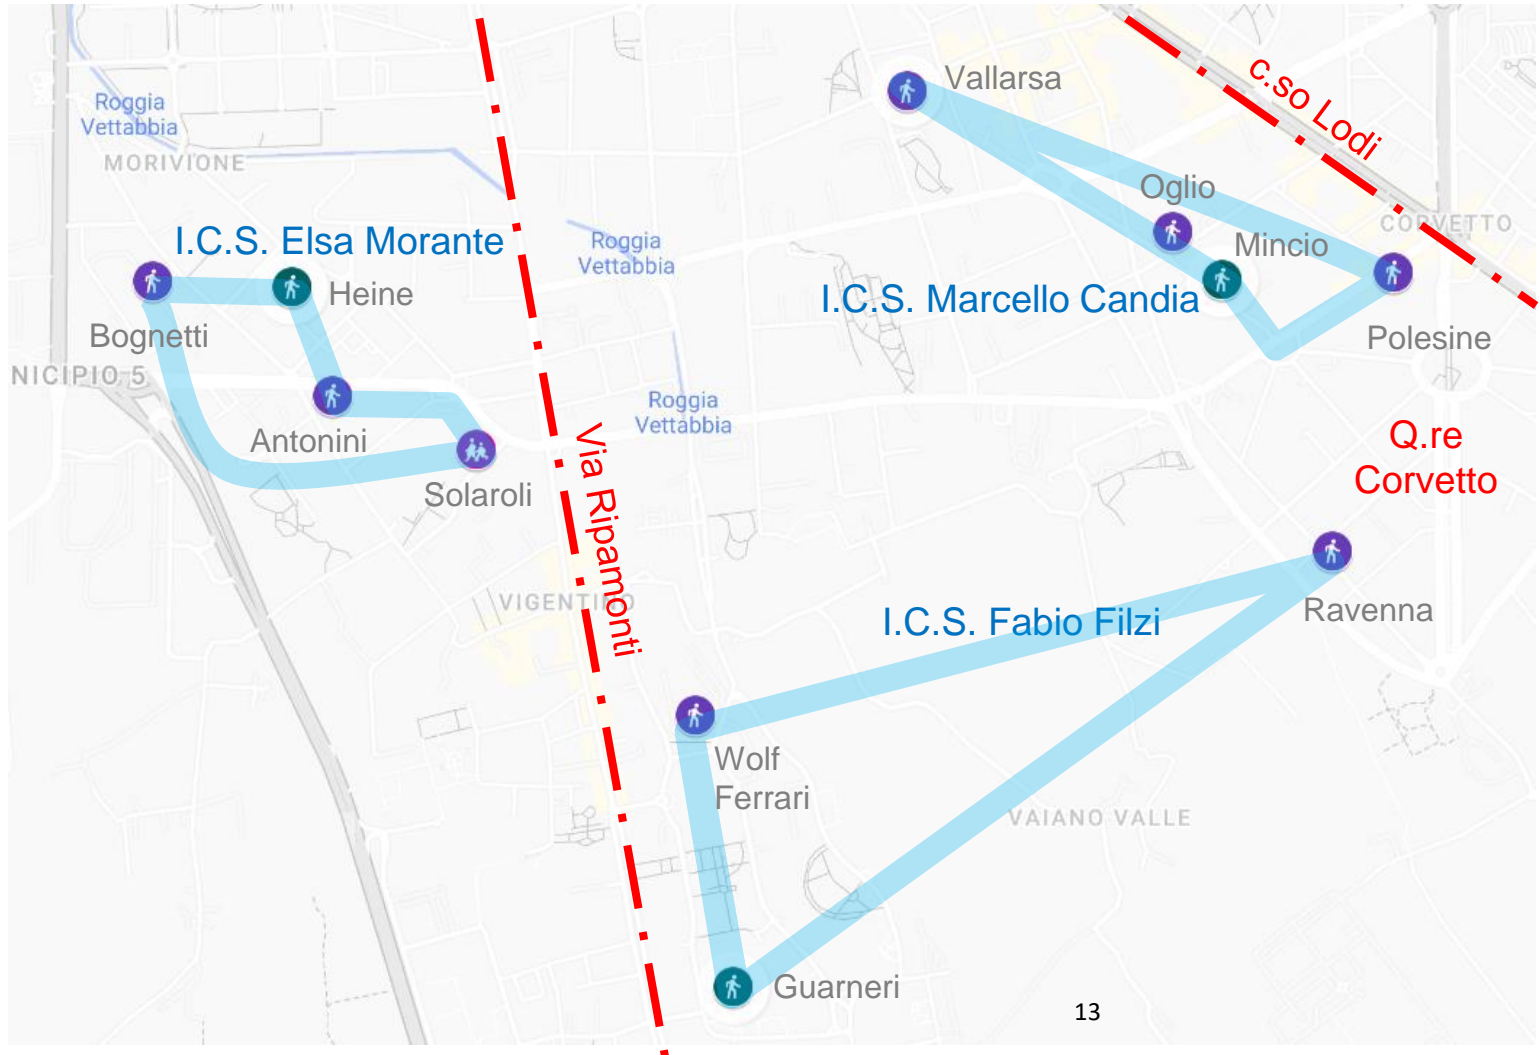 Vallarsa
c.so Lodi
Roggia
Vettabbia
MORIVIONE
Oglio
CORVETTO
I.C.S. Elsa Morante
Roggia
Vettabbia
Mincio
Heine
I.C.S. Marcello Candia
Bognetti
Polesine
NICIPIO 5
Roggia
Vettabbia
Antonini
Q.re
Corvetto
Solaroli
Via Ripamonti
VIGENTINO
I.C.S. Fabio Filzi
Ravenna
Wolf
Ferrari
VAIANO VALLE
Guarneri
13